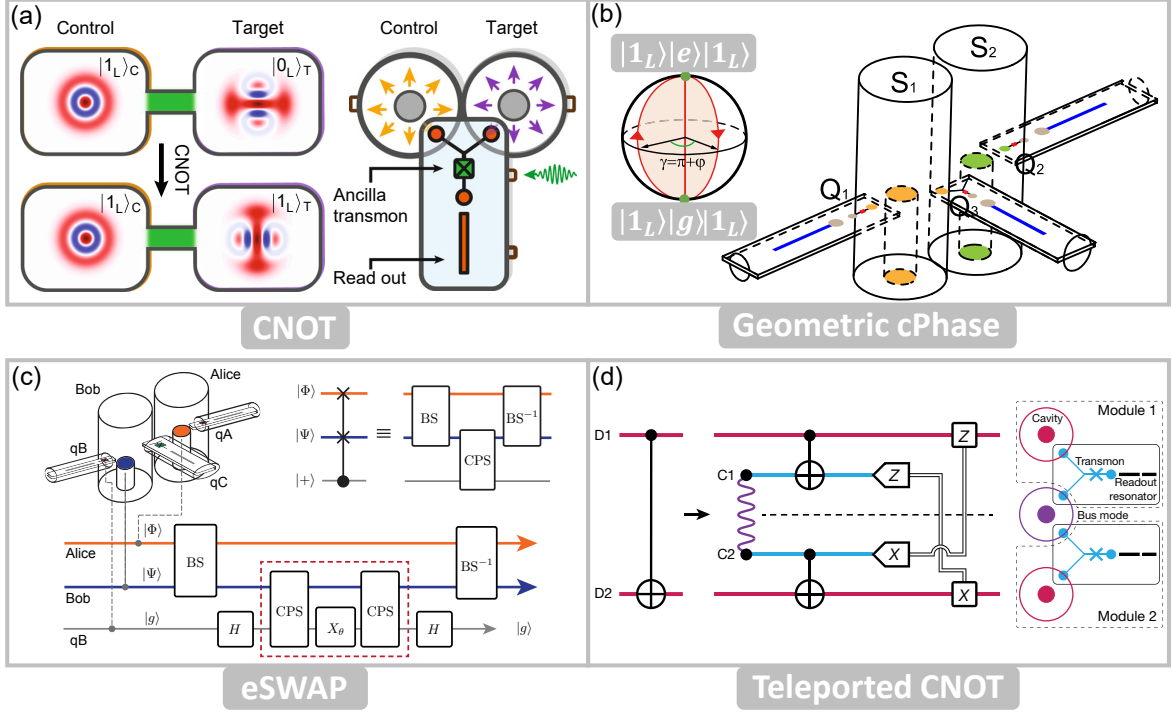 (a)
Control
Target
|1_L⟩_C
|0_L⟩_T
CNOT
|1_L⟩_C
|1_L⟩_T
Control
Target
Ancilla
transmon
Read out
CNOT
(b)
|1_L⟩|e⟩|1_L⟩
γ=π+φ
|1_L⟩|g⟩|1_L⟩
S₁
S₂
Q₁
Q₂
Q₃
Geometric cPhase
(c)
Bob
Alice
qB
qA
qC
|Φ⟩
|Ψ⟩
|+⟩
≡
BS
BS⁻¹
CPS
|Φ⟩
Alice
|Ψ⟩
Bob
|g⟩
qB
BS
BS⁻¹
H
CPS
X_θ
CPS
H
|g⟩
eSWAP
(d)
D1
D2
C1
C2
Z
X
Z
X
Module 1
Cavity
Transmon
Readout
resonator
Bus mode
Module 2
Teleported CNOT